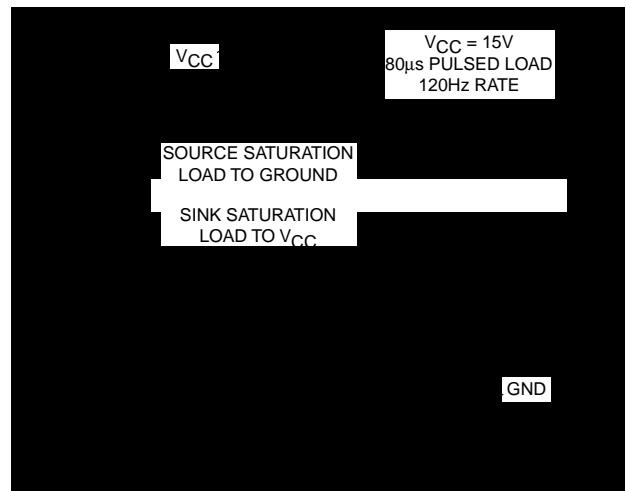 VCC
VCC = 15V
80μs PULSED LOAD
120Hz RATE
SOURCE SATURATION
LOAD TO GROUND
SINK SATURATION
LOAD TO VCC
GND